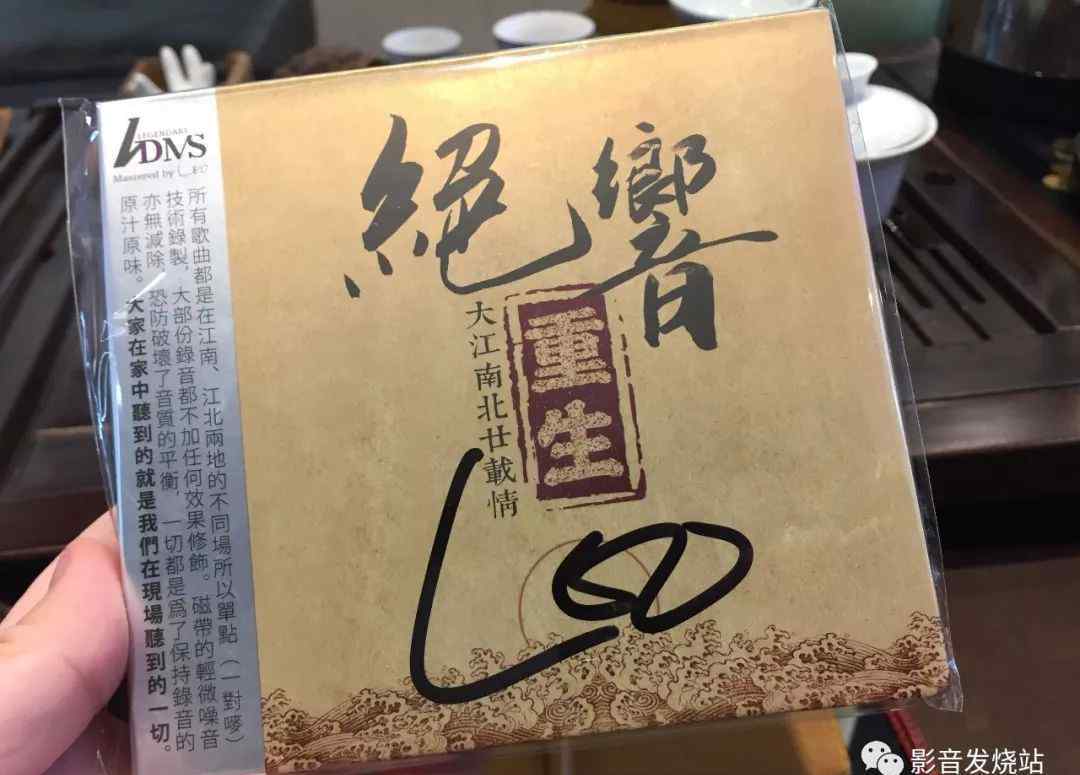 LEGENDARY
LDMS
Mastered by LEO
所有歌曲都是在江南、江北兩地的不同場所以單點(一對嘜)
技術錄製，大部份錄音都不加任何效果修飾。磁帶的輕微噪音
亦無減除，恐防破壞了音質的平衡，一切都是爲了保持錄音的
原汁原味。大家在家中聽到的就是我們在現場聽到的一切。
絕響
重生
大江南北廿載情
LEO
影音发烧站